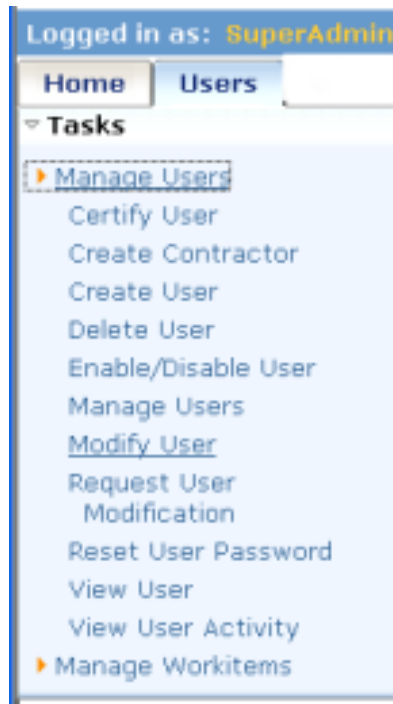 Logged in as: SuperAdmin
Home Users
Tasks
Manage Users
Certify User
Create Contractor
Create User
Delete User
Enable/Disable User
Manage Users
Modify User
Request User
Modification
Reset User Password
View User
View User Activity
Manage Workitems